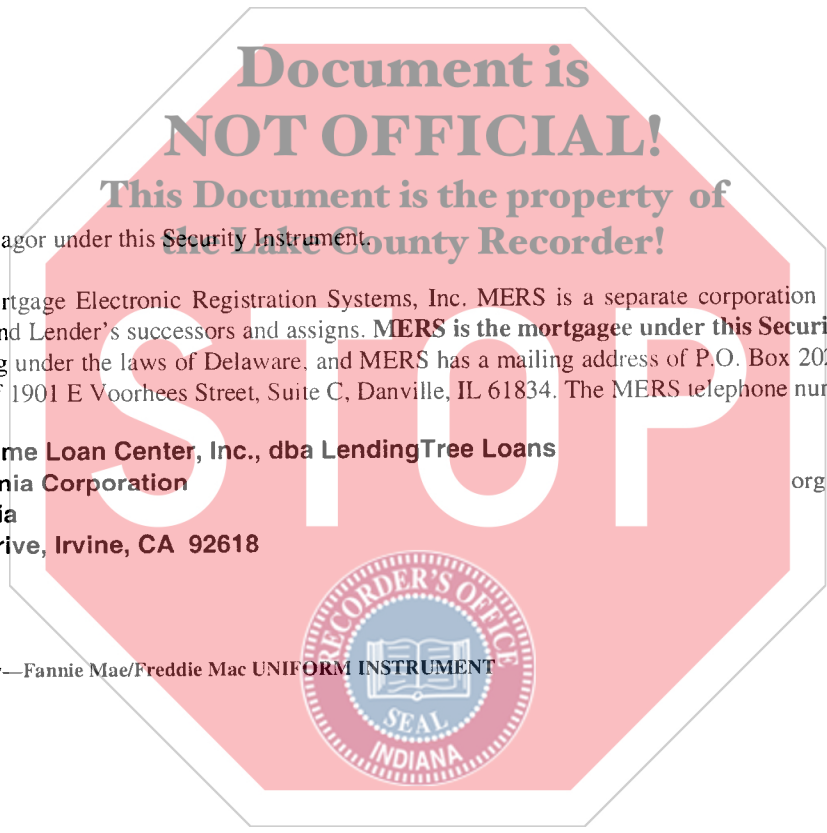 Document is
NOT OFFICIAL!
This Document is the property of
the Lake County Recorder!
agor under this Security Instrument.
rtgage Electronic Registration Systems, Inc. MERS is a separate corporation
nd Lender's successors and assigns. MERS is the mortgagee under this Securi
g under the laws of Delaware, and MERS has a mailing address of P.O. Box 202
f 1901 E Voorhees Street, Suite C, Danville, IL 61834. The MERS telephone nur
me Loan Center, Inc., dba LendingTree Loans
nia Corporation org
ia
rive, Irvine, CA 92618
STOP
—Fannie Mae/Freddie Mac UNIFORM INSTRUMENT
RECORDER'S OFFICE
SEAL
INDIANA